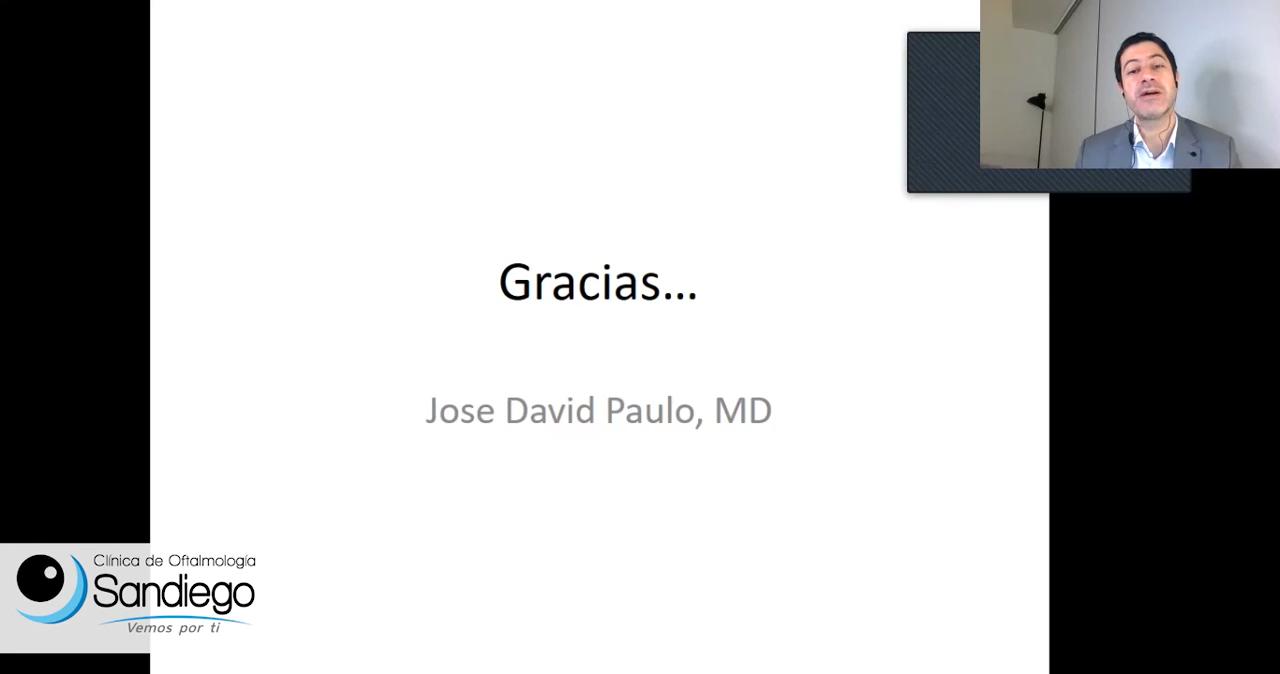 Gracias...
Jose David Paulo, MD
Clínica de Oftalmología
Sandiego
Vemos por ti